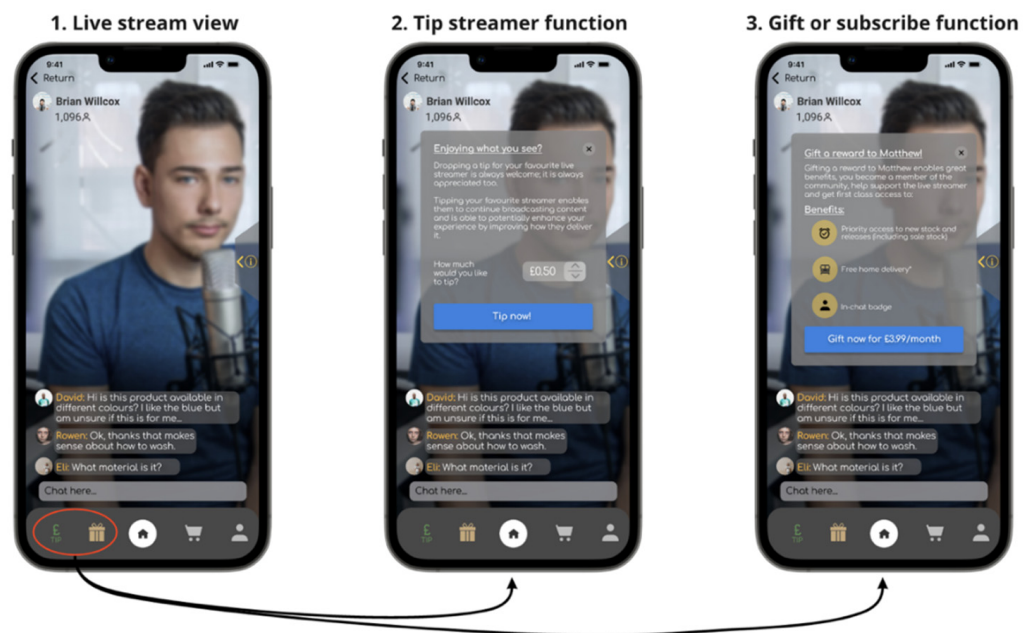 1. Live stream view
2. Tip streamer function
3. Gift or subscribe function
9:41
Return
Brian Willcox
1,096
David: Hi is this product available in
different colours? I like the blue but
am unsure if this is for me...
Rowen: Ok, thanks that makes
sense about how to wash.
Eli: What material is it?
Chat here...
£
TIP
9:41
Return
Brian Willcox
1,096
Enjoying what you see?
Dropping a tip for your favourite live
streamer is always welcome; it is always
appreciated too.
Tipping your favourite streamer enables
them to continue broadcasting content
and is able to potentially enhance your
experience by improving how they deliver
it.
How much
would you like
to tip?
£0.50
Tip now!
David: Hi is this product available in
different colours? I like the blue but
am unsure if this is for me...
Rowen: Ok, thanks that makes
sense about how to wash.
Eli: What material is it?
Chat here...
£
TIP
9:41
Return
Brian Willcox
1,096
Gift a reward to Matthew!
Gifting a reward to Matthew enables great
benefits, you become a member of the
community, help support the live streamer
and get first class access to:
Benefits:
Priority access to new stock and
releases (including sale stock)
Free home delivery*
In-chat badge
Gift now for £3.99/month
David: Hi is this product available in
different colours? I like the blue but
am unsure if this is for me...
Rowen: Ok, thanks that makes
sense about how to wash.
Eli: What material is it?
Chat here...
£
TIP